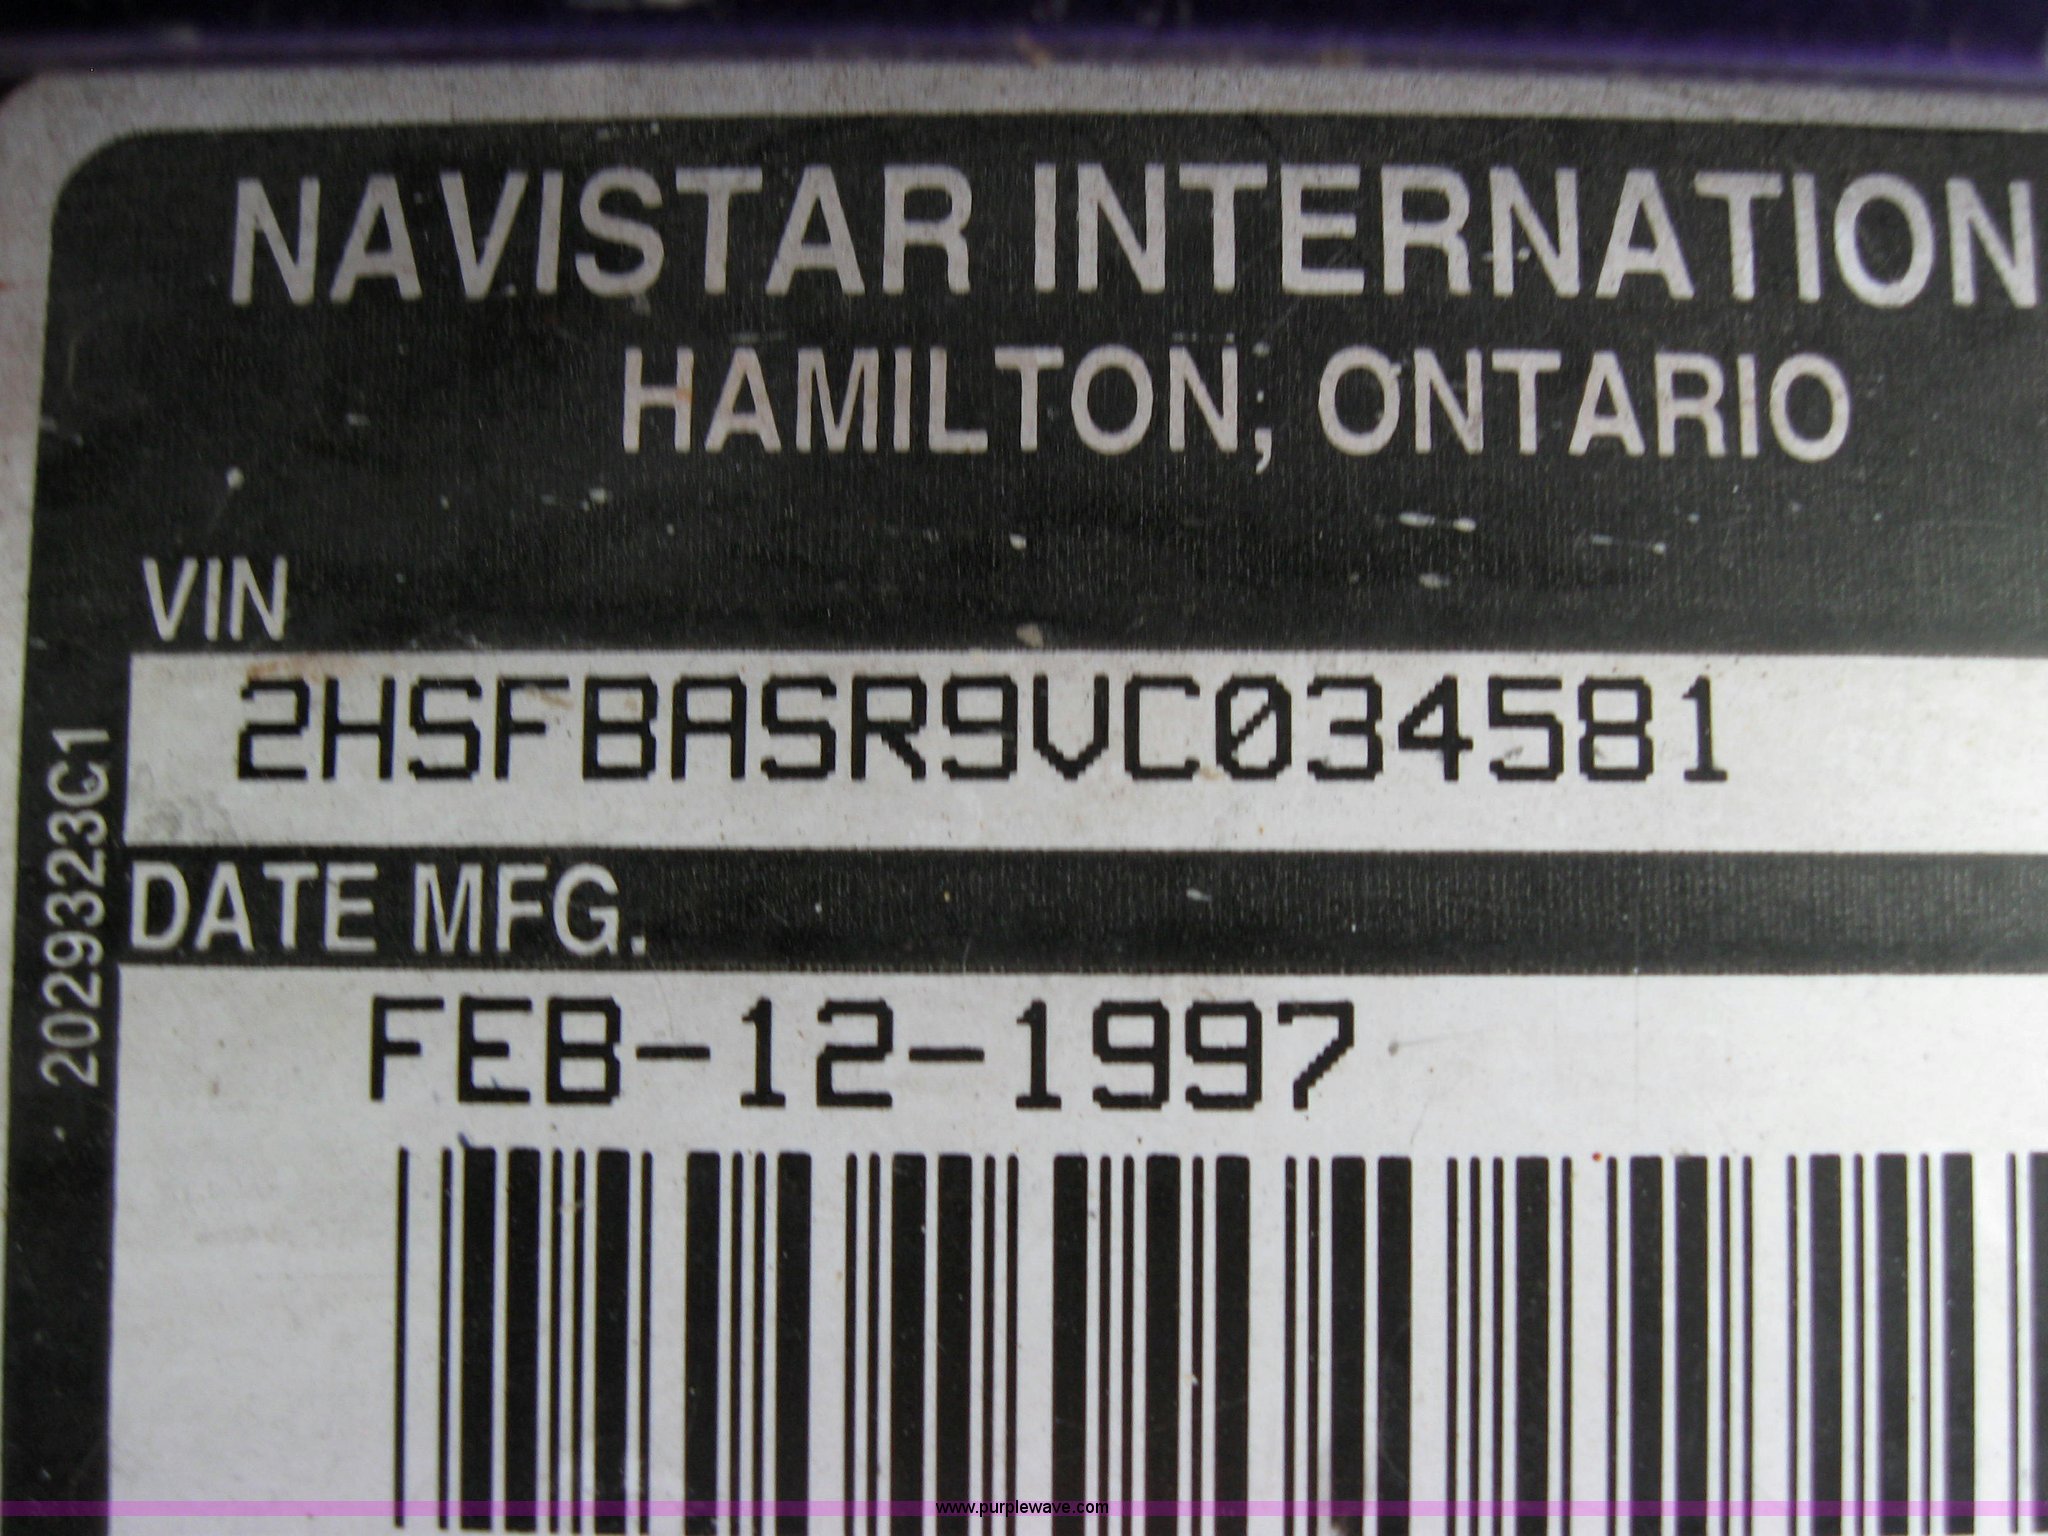 NAVISTAR INTERNATION
HAMILTON, ONTARIO
VIN
2HSFBASR9VC034581
DATE MFG.
FEB-12-1997
2029323C1
www.purplewave.com